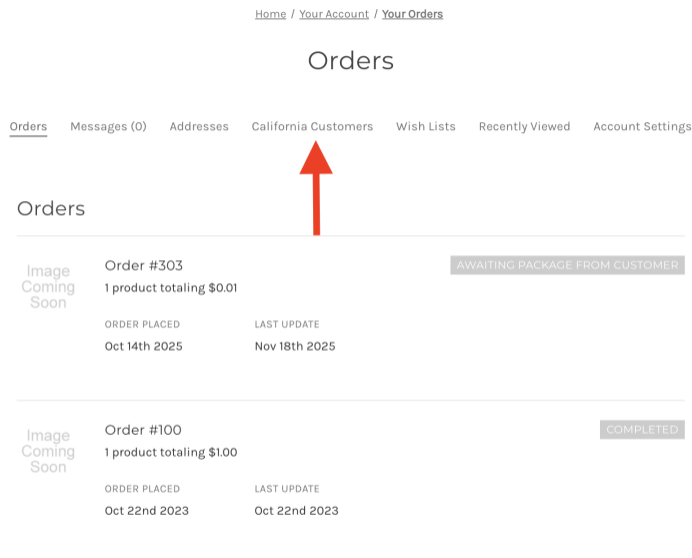 Home / Your Account / Your Orders
Orders
Orders Messages (0) Addresses California Customers Wish Lists Recently Viewed Account Settings
Orders
Image
Coming
Soon
Order #303
AWAITING PACKAGE FROM CUSTOMER
1 product totaling $0.01
ORDER PLACED LAST UPDATE
Oct 14th 2025 Nov 18th 2025
Image
Coming
Soon
Order #100
COMPLETED
1 product totaling $1.00
ORDER PLACED LAST UPDATE
Oct 22nd 2023 Oct 22nd 2023